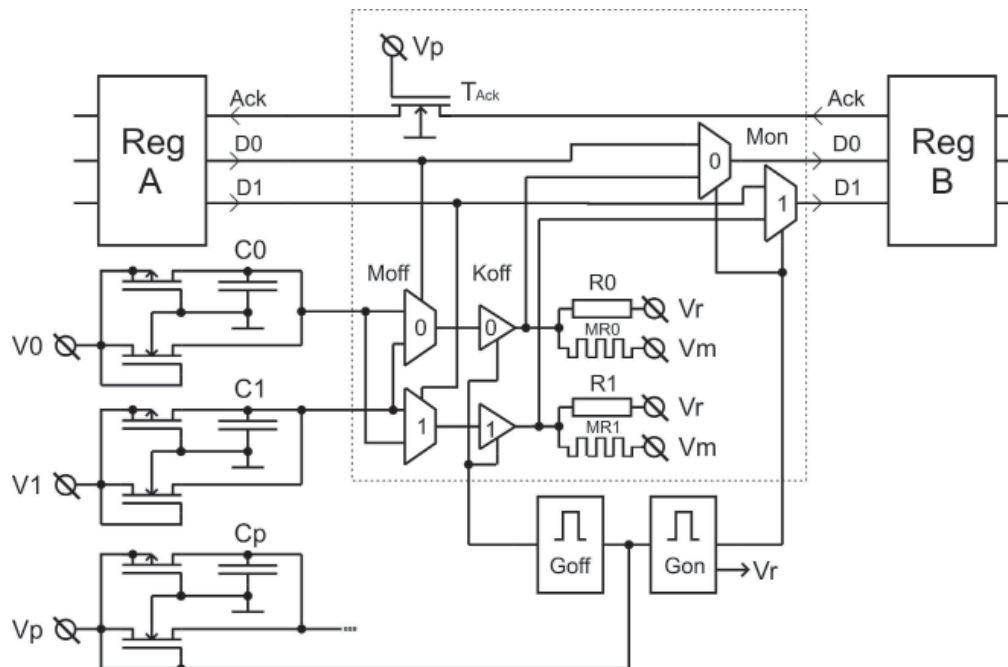 Vp
TAck
Ack
Ack
Reg
A
D0
D1
Mon
0
D0
1
D1
Reg
B
C0
Moff
Koff
V0
0
0
R0
Vr
MR0
Vm
C1
R1
Vr
1
1
MR1
Vm
V1
Cp
Goff
Gon
Vr
Vp